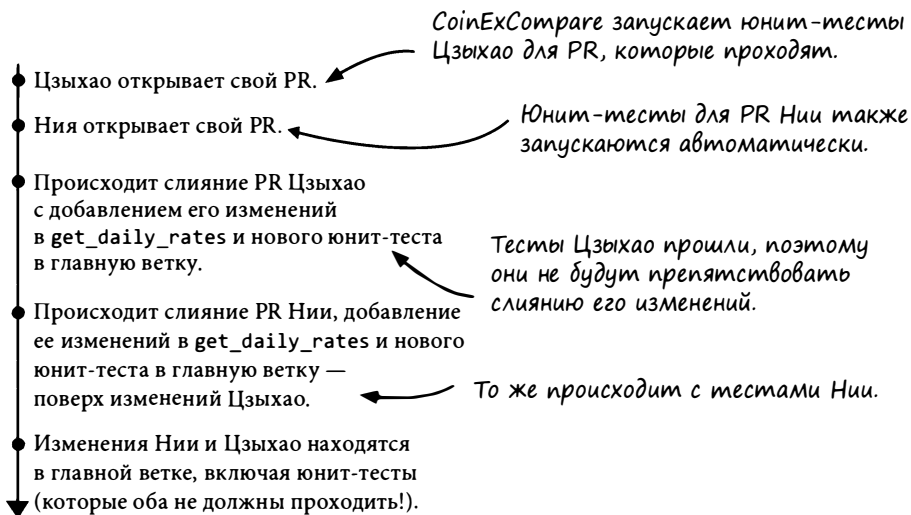 CoinExCompare запускает юнит-тесты
Цзыхао для PR, которые проходят.
Цзыхао открывает свой PR.
Ния открывает свой PR.
Юнит-тесты для PR Нии также
запускаются автоматически.
Происходит слияние PR Цзыхао
с добавлением его изменений
в get_daily_rates и нового юнит-теста
в главную ветку.
Тесты Цзыхао прошли, поэтому
они не будут препятствовать
слиянию его изменений.
Происходит слияние PR Нии, добавление
ее изменений в get_daily_rates и нового
юнит-теста в главную ветку —
поверх изменений Цзыхао.
То же происходит с тестами Нии.
Изменения Нии и Цзыхао находятся
в главной ветке, включая юнит-тесты
(которые оба не должны проходить!).